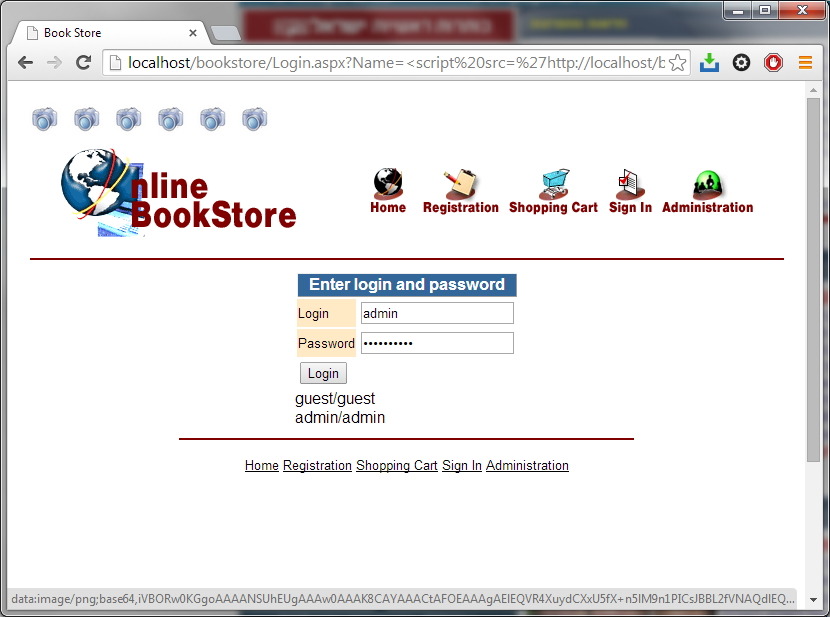 Book Store
localhost/bookstore/Login.aspx?Name=<script%20src=%27http://localhost/b
nline
BookStore
Home Registration Shopping Cart Sign In Administration
Enter login and password
Login admin
Password ••••••••••
Login
guest/guest
admin/admin
Home Registration Shopping Cart Sign In Administration
data:image/png;base64,iVBORw0KGgoAAAANSUhEUgAAAw0AAAK8CAYAAACtAFOEAAAgAElEQVR4XuydCXxU5fX+n5IM9n1PICsJBBL2fVNAQdlEQ...